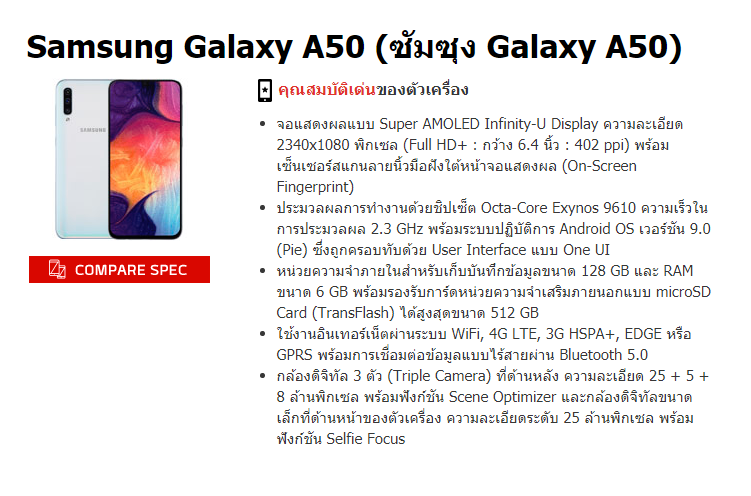 Samsung Galaxy A50 (ซัมซุง Galaxy A50)
SAMSUNG
COMPARE SPEC
คุณสมบัติเด่นของตัวเครื่อง
จอแสดงผลแบบ Super AMOLED Infinity-U Display ความละเอียด
2340x1080 พิกเซล (Full HD+ : กว้าง 6.4 นิ้ว : 402 ppi) พร้อม
เซ็นเซอร์สแกนลายนิ้วมือฝังใต้หน้าจอแสดงผล (On-Screen
Fingerprint)
ประมวลผลการทำงานด้วยชิปเซ็ต Octa-Core Exynos 9610 ความเร็วใน
การประมวลผล 2.3 GHz พร้อมระบบปฏิบัติการ Android OS เวอร์ชัน 9.0
(Pie) ซึ่งถูกครอบทับด้วย User Interface แบบ One UI
หน่วยความจำภายในสำหรับเก็บบันทึกข้อมูลขนาด 128 GB และ RAM
ขนาด 6 GB พร้อมรองรับการ์ดหน่วยความจำเสริมภายนอกแบบ microSD
Card (TransFlash) ได้สูงสุดขนาด 512 GB
ใช้งานอินเทอร์เน็ตผ่านระบบ WiFi, 4G LTE, 3G HSPA+, EDGE หรือ
GPRS พร้อมการเชื่อมต่อข้อมูลแบบไร้สายผ่าน Bluetooth 5.0
กล้องดิจิทัล 3 ตัว (Triple Camera) ที่ด้านหลัง ความละเอียด 25 + 5 +
8 ล้านพิกเซล พร้อมฟังก์ชัน Scene Optimizer และกล้องดิจิทัลขนาด
เล็กที่ด้านหน้าของตัวเครื่อง ความละเอียดระดับ 25 ล้านพิกเซล พร้อม
ฟังก์ชัน Selfie Focus